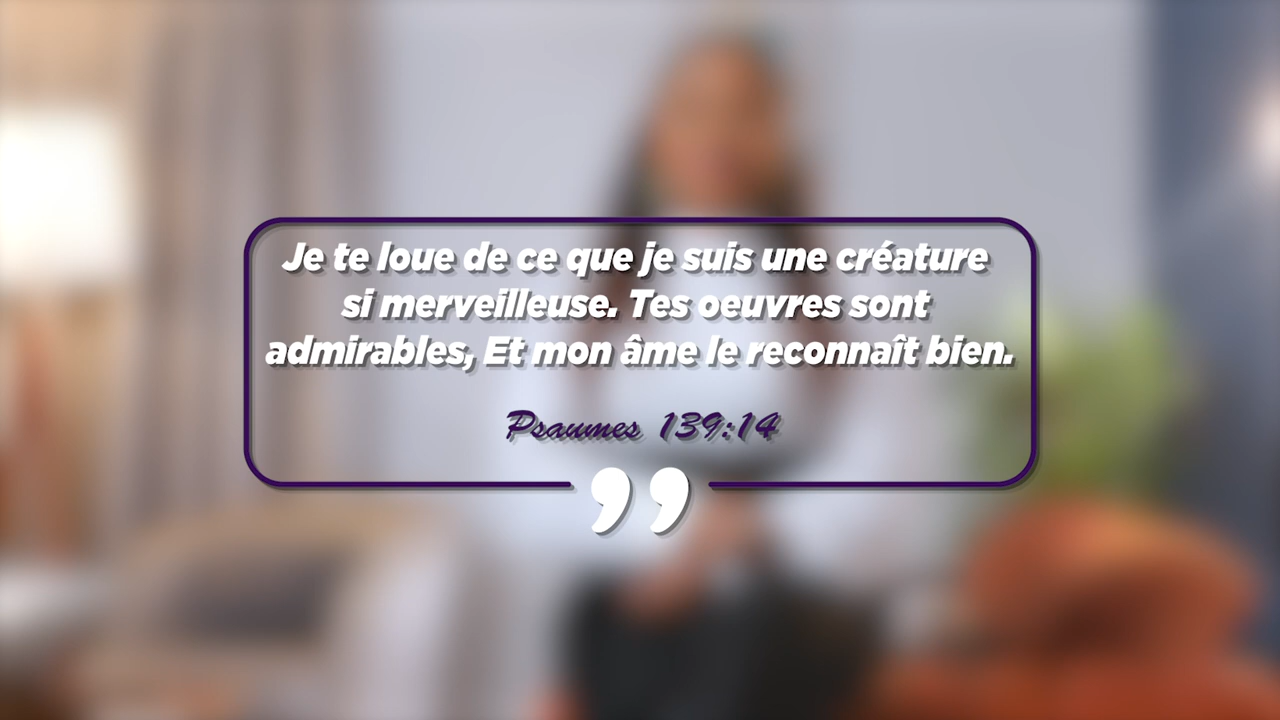 Je te loue de ce que je suis une créature
si merveilleuse. Tes oeuvres sont
admirables, Et mon âme le reconnaît bien.
Psaumes 139:14